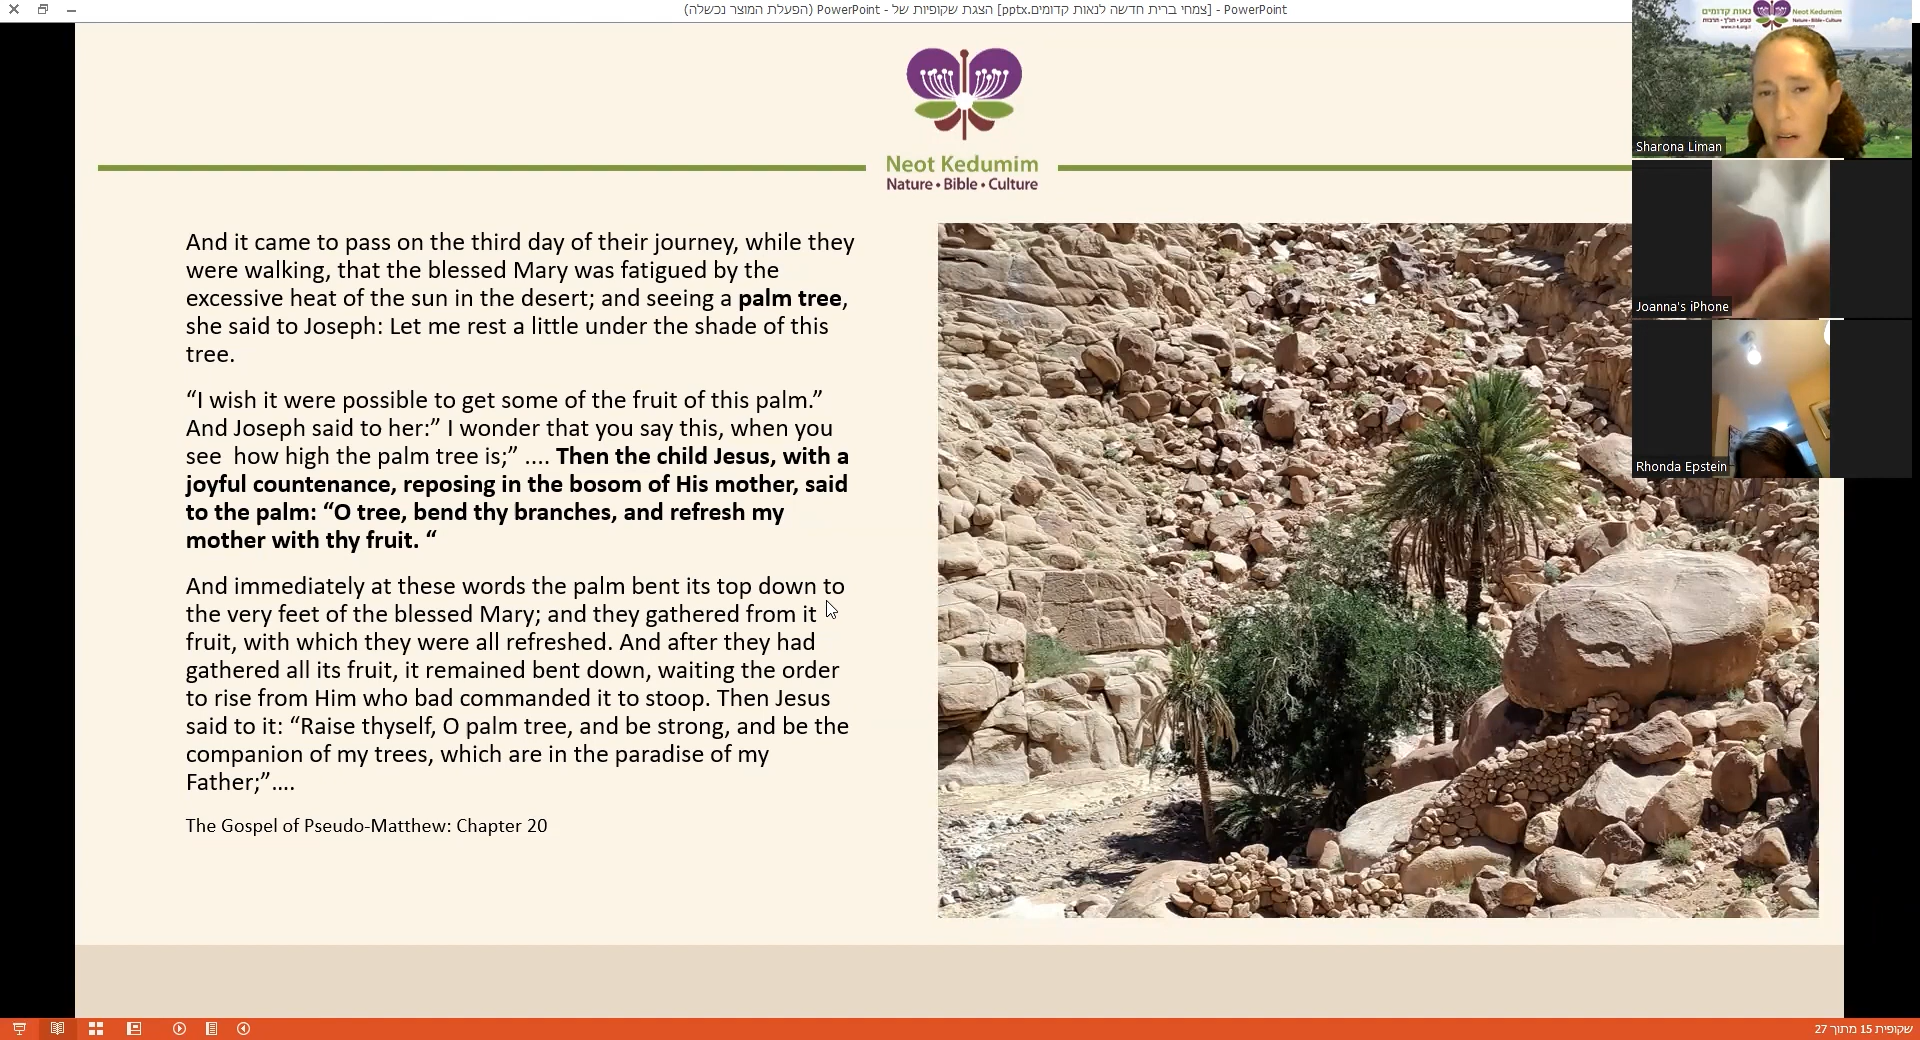 PowerPoint - [צמחי ברית חדשה לנאות קדומים.pptx] הצגת שקופיות של - PowerPoint (הפעלת המוצר נכשלה)
נאות קדומים
טבע • תנ"ך • תרבות
Neot Kedumim
Nature • Bible • Culture
Sharona Liman
Joanna's iPhone
Rhonda Epstein
Neot Kedumim
Nature • Bible • Culture
And it came to pass on the third day of their journey, while they
were walking, that the blessed Mary was fatigued by the
excessive heat of the sun in the desert; and seeing a palm tree,
she said to Joseph: Let me rest a little under the shade of this
tree.
“I wish it were possible to get some of the fruit of this palm.”
And Joseph said to her:” I wonder that you say this, when you
see  how high the palm tree is;” .... Then the child Jesus, with a
joyful countenance, reposing in the bosom of His mother, said
to the palm: “O tree, bend thy branches, and refresh my
mother with thy fruit. “
And immediately at these words the palm bent its top down to
the very feet of the blessed Mary; and they gathered from it
fruit, with which they were all refreshed. And after they had
gathered all its fruit, it remained bent down, waiting the order
to rise from Him who bad commanded it to stoop. Then Jesus
said to it: “Raise thyself, O palm tree, and be strong, and be the
companion of my trees, which are in the paradise of my
Father;”....
The Gospel of Pseudo-Matthew: Chapter 20
שקופית 15 מתוך 27